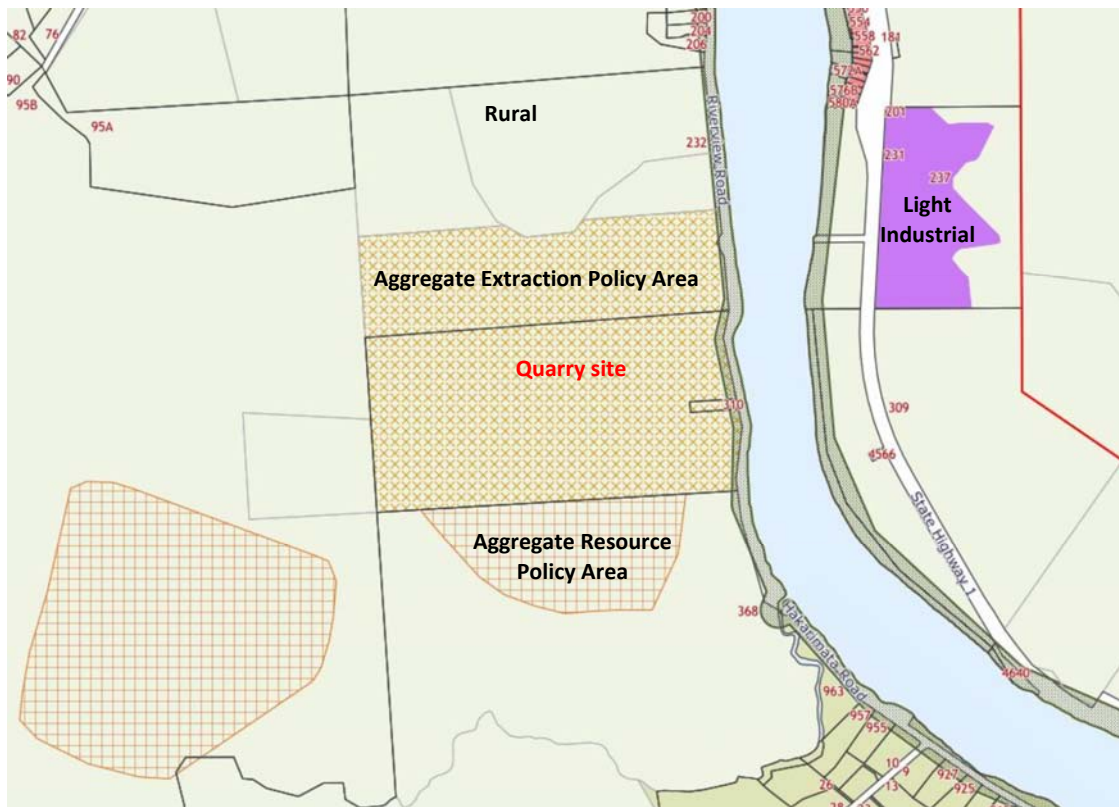 82
76
90
95B
95A
200
204
206
Rural
232
Riverview Road
554
558
181
562
572A
576B
580A
201
231
237
Light
Industrial
Aggregate Extraction Policy Area
Quarry site
310
309
4566
State Highway 1
Aggregate Resource
Policy Area
368
Hakarimata Road
4640
963
957
955
10
9
13
927
925
26